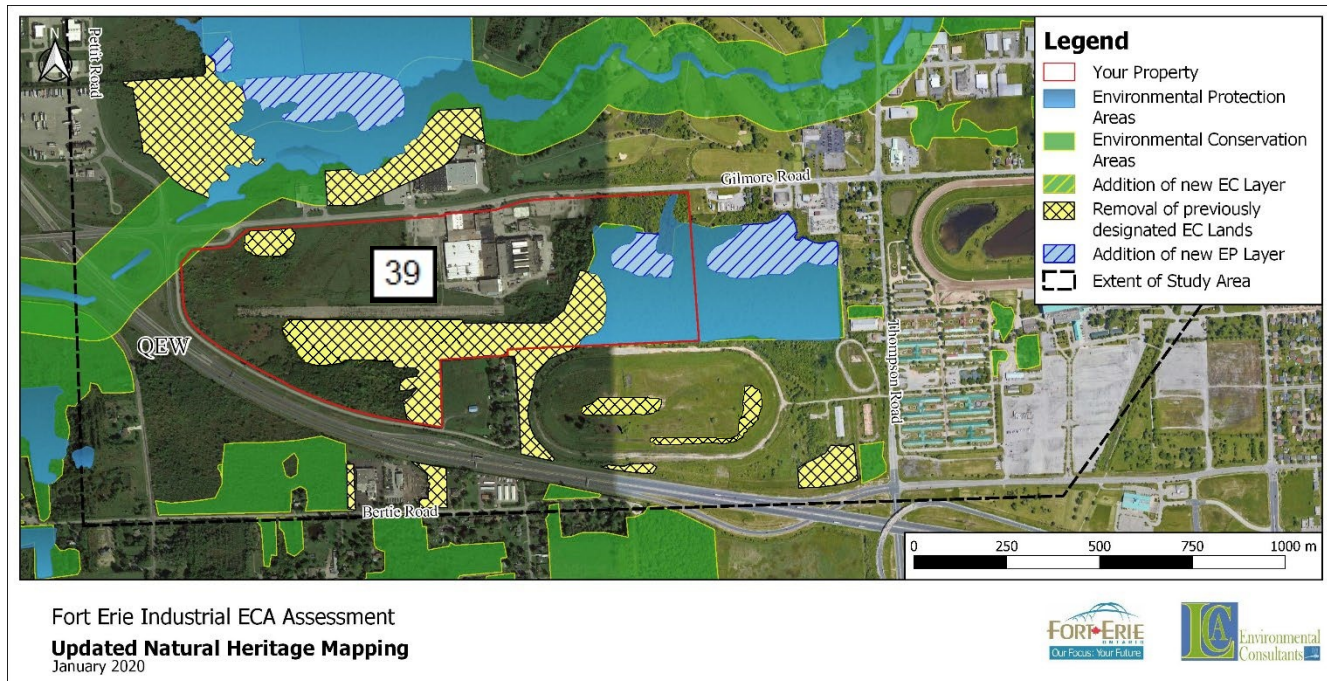 N
Pettit Road
Gilmore Road
39
QEW
Thompson Road
Bertie Road
Legend
Your Property
Environmental Protection
Areas
Environmental Conservation
Areas
Addition of new EC Layer
Removal of previously
designated EC Lands
Addition of new EP Layer
Extent of Study Area
0 250 500 750 1000 m
Fort Erie Industrial ECA Assessment
Updated Natural Heritage Mapping
January 2020
FORT ERIE
ONTARIO
Our Focus: Your Future
LCA
Environmental
Consultants